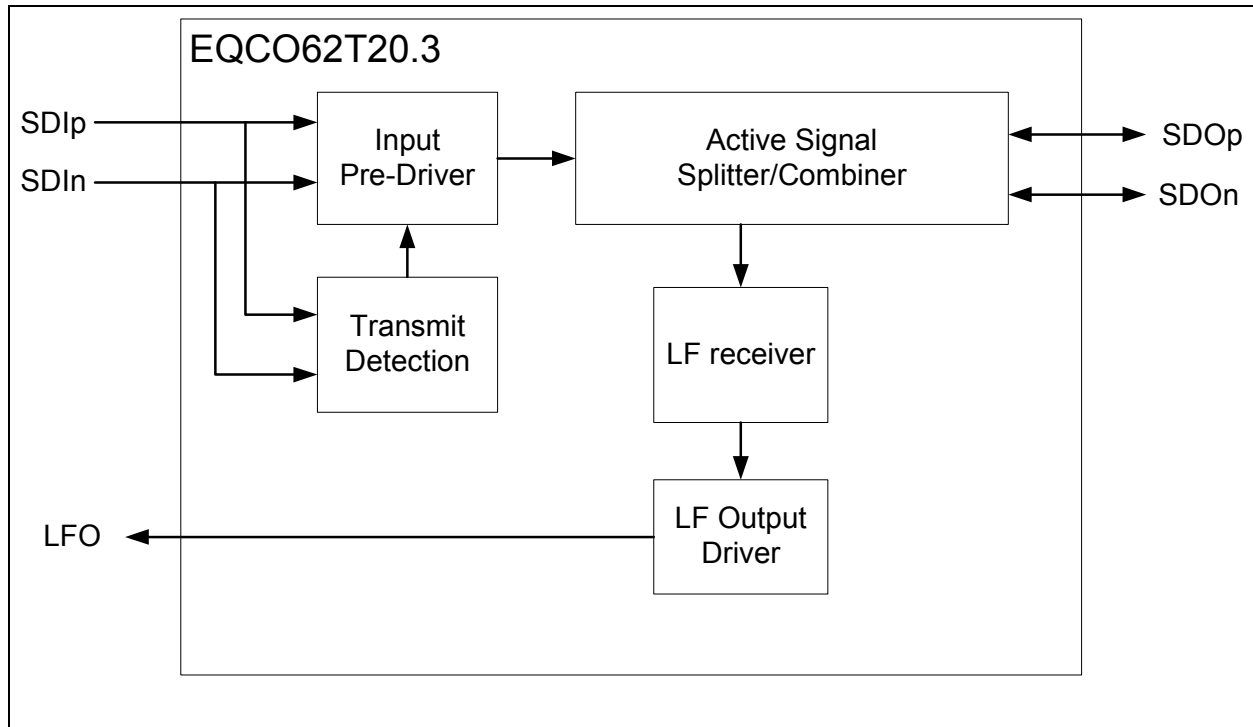 EQCO62T20.3
SDIp
SDIn
Input
Pre-Driver
Active Signal
Splitter/Combiner
SDOp
SDOn
Transmit
Detection
LF receiver
LF Output
Driver
LFO